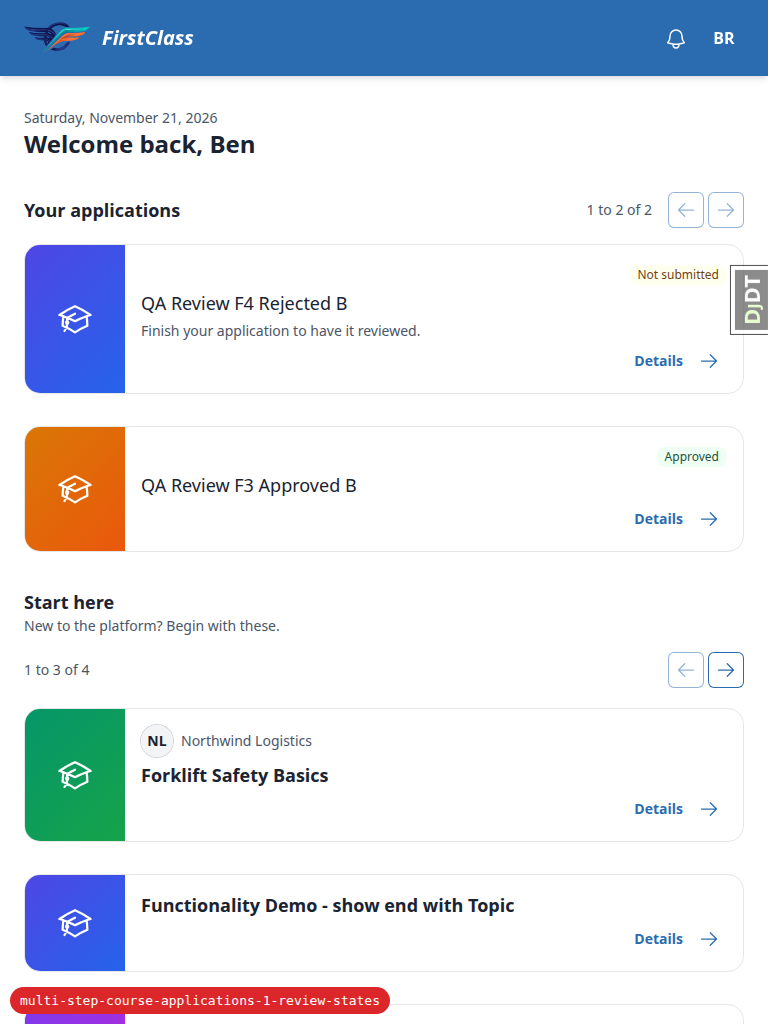 FirstClass
BR
Saturday, November 21, 2026
Welcome back, Ben
Your applications
1 to 2 of 2
Not submitted
QA Review F4 Rejected B
Finish your application to have it reviewed.
Details
DJDT
Approved
QA Review F3 Approved B
Details
Start here
New to the platform? Begin with these.
1 to 3 of 4
NL Northwind Logistics
Forklift Safety Basics
Details
Functionality Demo - show end with Topic
Details
multi-step-course-applications-1-review-states